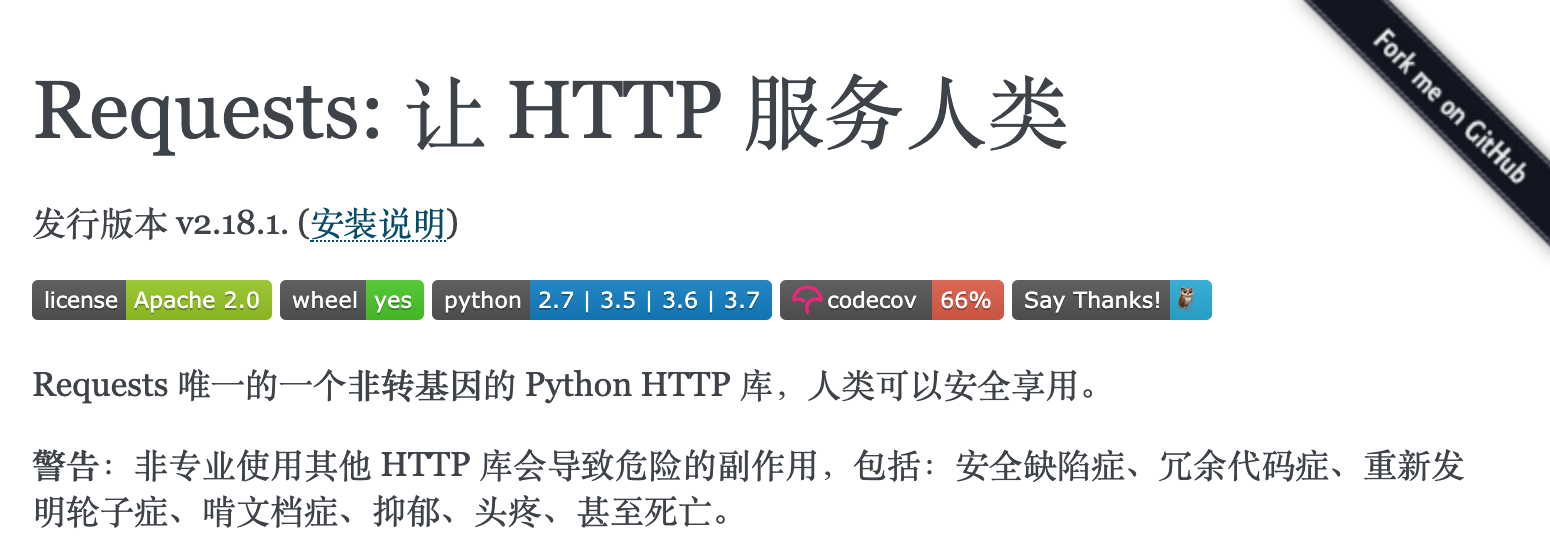 Fork me on GitHub
Requests: 让 HTTP 服务人类
发行版本 v2.18.1. (安装说明)
license Apache 2.0 wheel yes python 2.7 | 3.5 | 3.6 | 3.7 codecov 66% Say Thanks! 🦉
Requests 唯一的一个非转基因的 Python HTTP 库，人类可以安全享用。
警告：非专业使用其他 HTTP 库会导致危险的副作用，包括：安全缺陷症、冗余代码症、重新发
明轮子症、啃文档症、抑郁、头疼、甚至死亡。